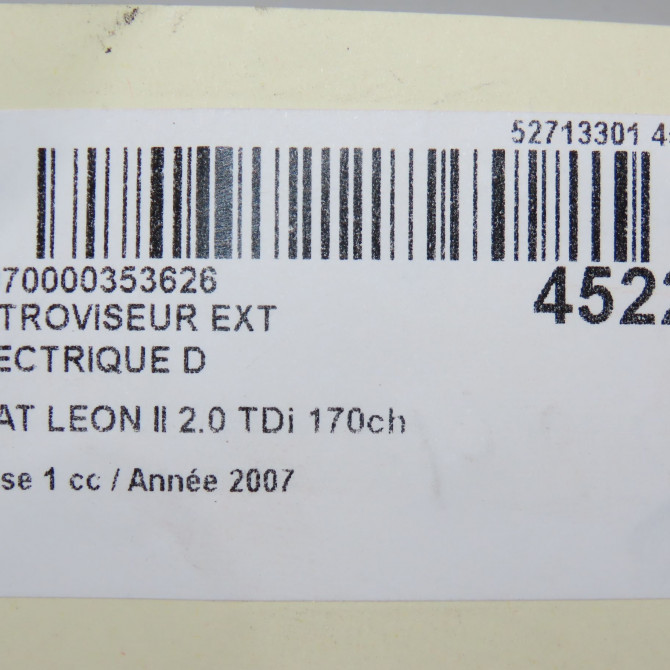 52713301 4
70000353626
4522
TROVISEUR EXT
ECTRIQUE D
AT LEON II 2.0 TDi 170ch
se 1 cc / Année 2007